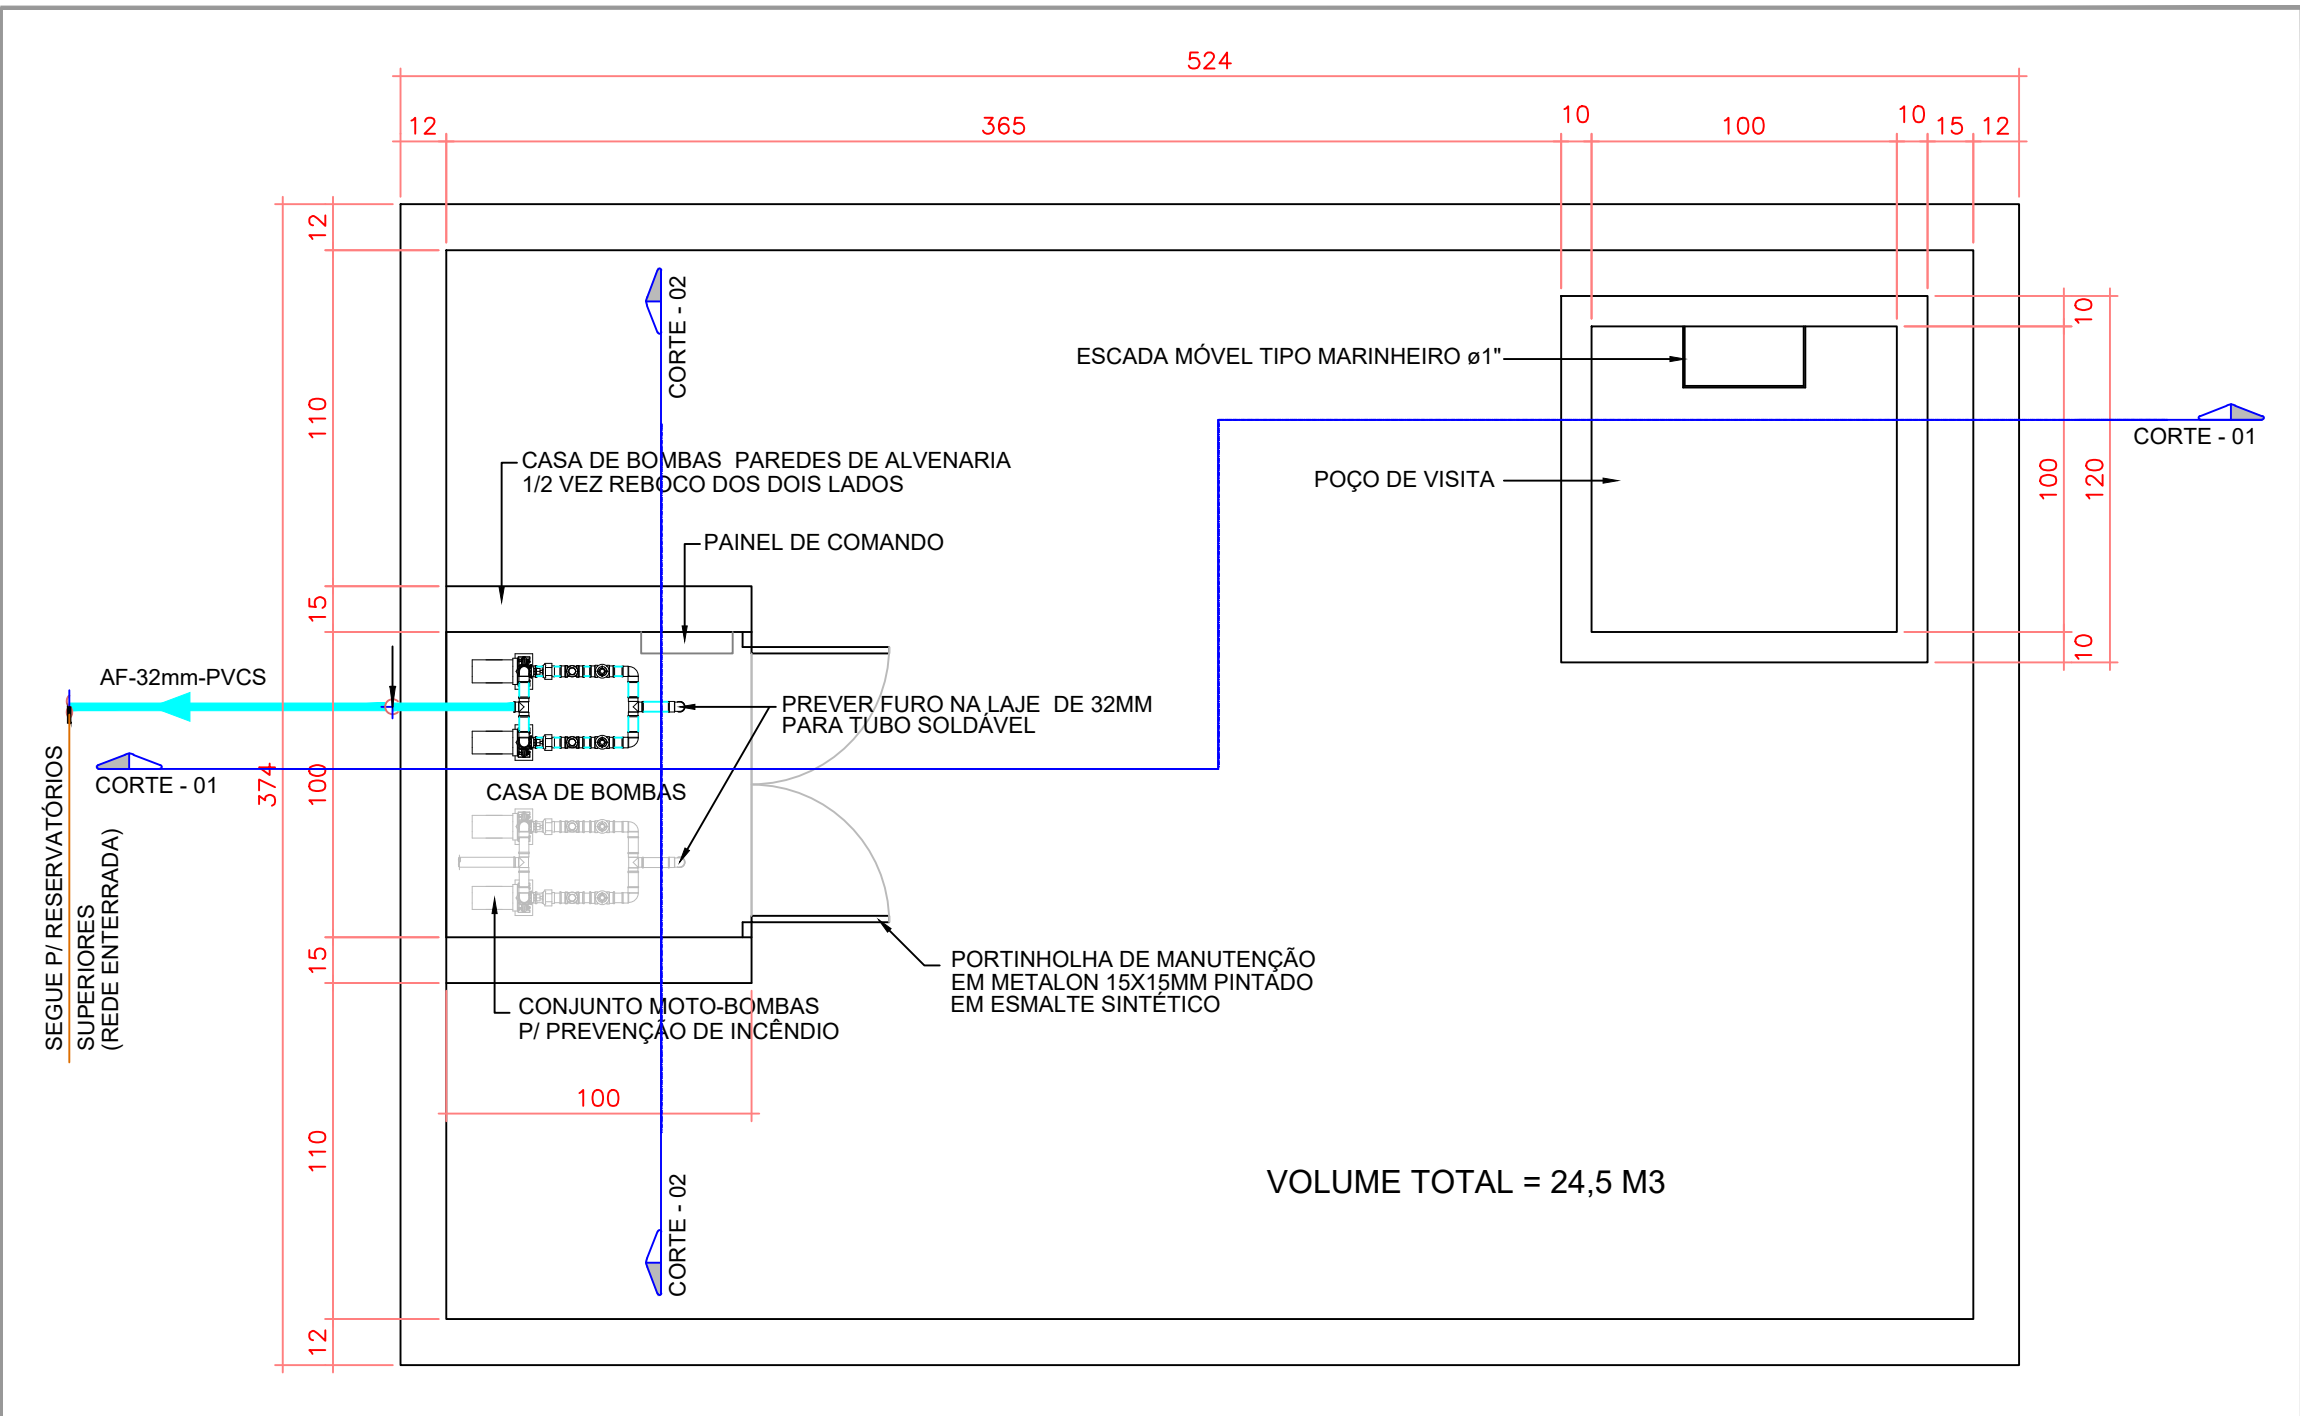 524
12
365
10
100
10
15
12
12
110
15
100
15
110
12
374
CORTE - 02
ESCADA MÓVEL TIPO MARINHEIRO ø1"
10
100
120
10
CORTE - 01
POÇO DE VISITA
CASA DE BOMBAS  PAREDES DE ALVENARIA
1/2 VEZ REBOCO DOS DOIS LADOS
PAINEL DE COMANDO
AF-32mm-PVCS
PREVER FURO NA LAJE  DE 32MM
PARA TUBO SOLDÁVEL
CORTE - 01
CASA DE BOMBAS
SEGUE P/ RESERVATÓRIOS
SUPERIORES
(REDE ENTERRADA)
PORTINHOLHA DE MANUTENÇÃO
EM METALON 15X15MM PINTADO
EM ESMALTE SINTÉTICO
CONJUNTO MOTO-BOMBAS
P/ PREVENÇÃO DE INCÊNDIO
100
VOLUME TOTAL = 24,5 M3
CORTE - 02